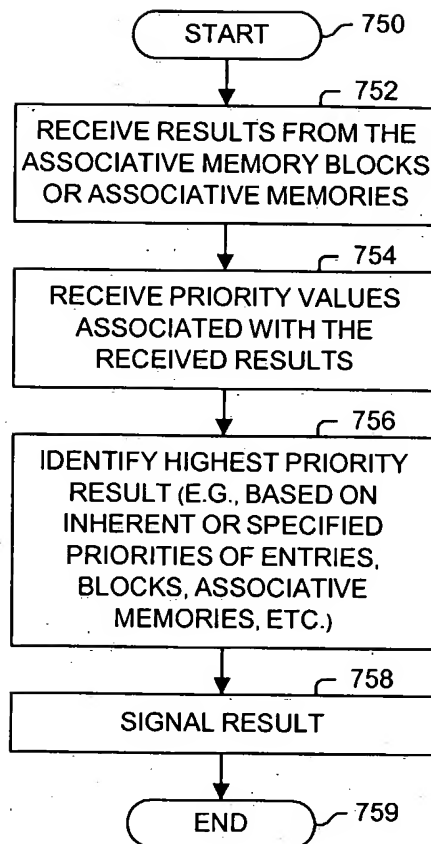 START
750
752
RECEIVE RESULTS FROM THE
ASSOCIATIVE MEMORY BLOCKS
OR ASSOCIATIVE MEMORIES
754
RECEIVE PRIORITY VALUES
ASSOCIATED WITH THE
RECEIVED RESULTS
756
IDENTIFY HIGHEST PRIORITY
RESULT (E.G., BASED ON
INHERENT OR SPECIFIED
PRIORITIES OF ENTRIES,
BLOCKS, ASSOCIATIVE
MEMORIES, ETC.)
758
SIGNAL RESULT
END
759